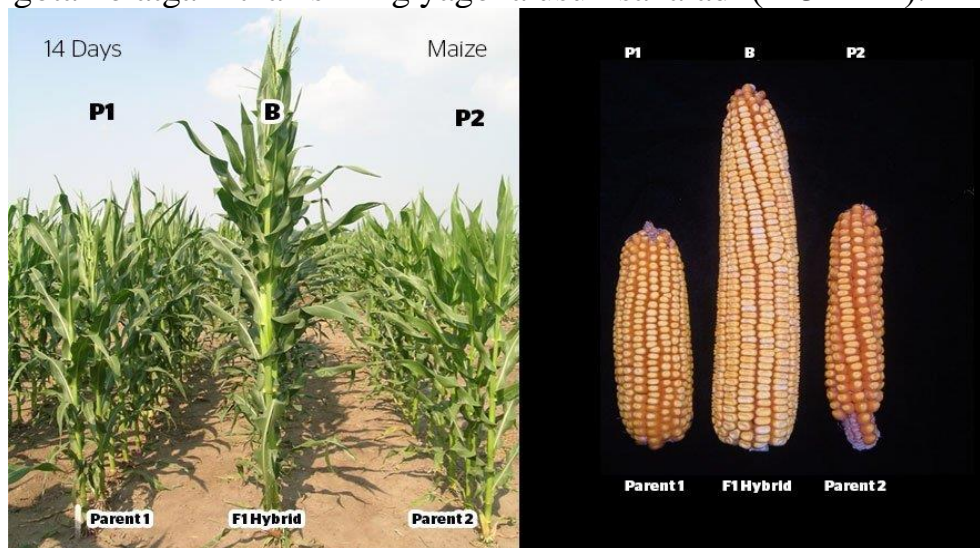 14 Days
Maize
P1
B
P2
Parent 1
F1 Hybrid
Parent 2
P1
B
P2
Parent 1
F1 Hybrid
Parent 2